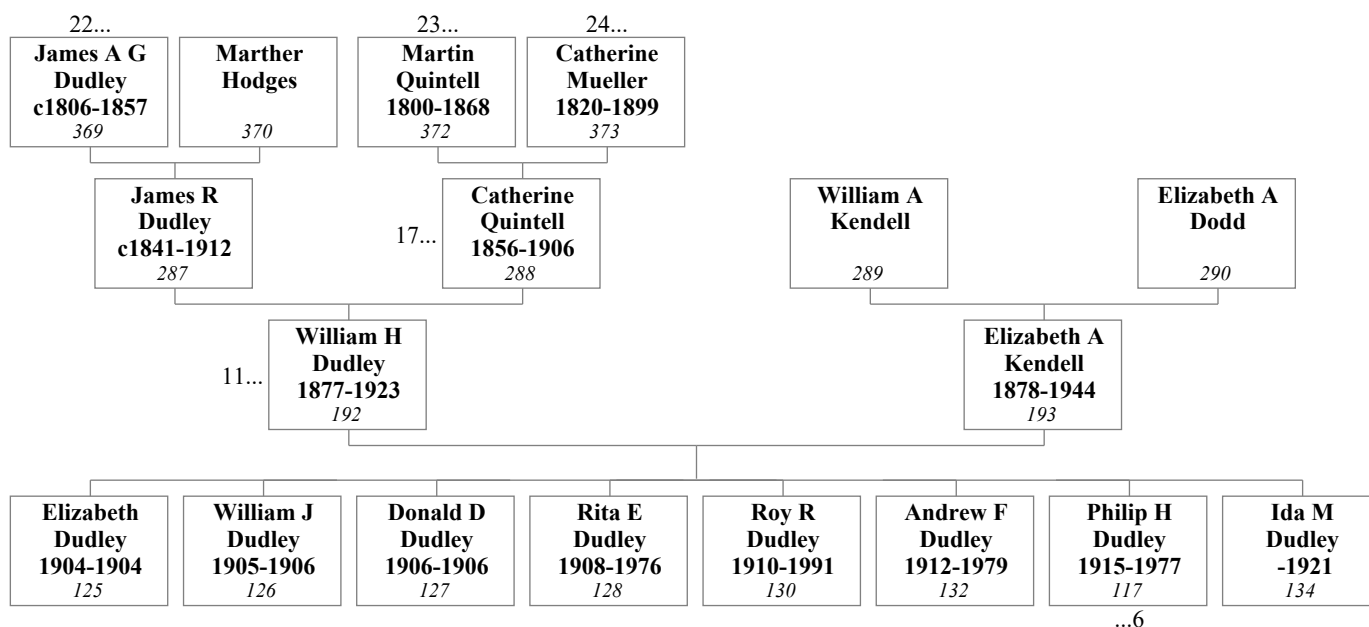 22...
James A G
Dudley
c1806-1857
369
Marther
Hodges
370
23...
Martin
Quintell
1800-1868
372
24...
Catherine
Mueller
1820-1899
373
James R
Dudley
c1841-1912
287
17...
Catherine
Quintell
1856-1906
288
William A
Kendell
289
Elizabeth A
Dodd
290
11...
William H
Dudley
1877-1923
192
Elizabeth A
Kendell
1878-1944
193
Elizabeth
Dudley
1904-1904
125
William J
Dudley
1905-1906
126
Donald D
Dudley
1906-1906
127
Rita E
Dudley
1908-1976
128
Roy R
Dudley
1910-1991
130
Andrew F
Dudley
1912-1979
132
Philip H
Dudley
1915-1977
117
...6
Ida M
Dudley
-1921
134